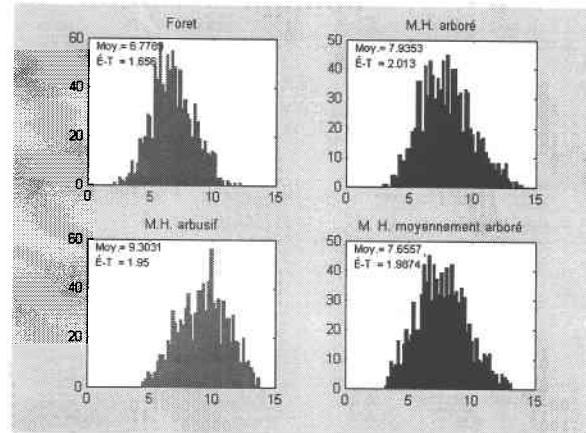 Foret
Moy.= 6.7769
É-T = 1.656
60
40
20
0
0 5 10 15
M.H. arboré
Moy.= 7.9353
É-T = 2.013
50
40
30
20
10
0
0 5 10 15
M.H. arbusif
Moy.= 9.3031
É-T = 1.95
60
40
20
0
0 5 10 15
M. H. moyennement arboré
Moy.= 7.6557
É-T = 1.9874
50
40
30
20
10
0
0 5 10 15